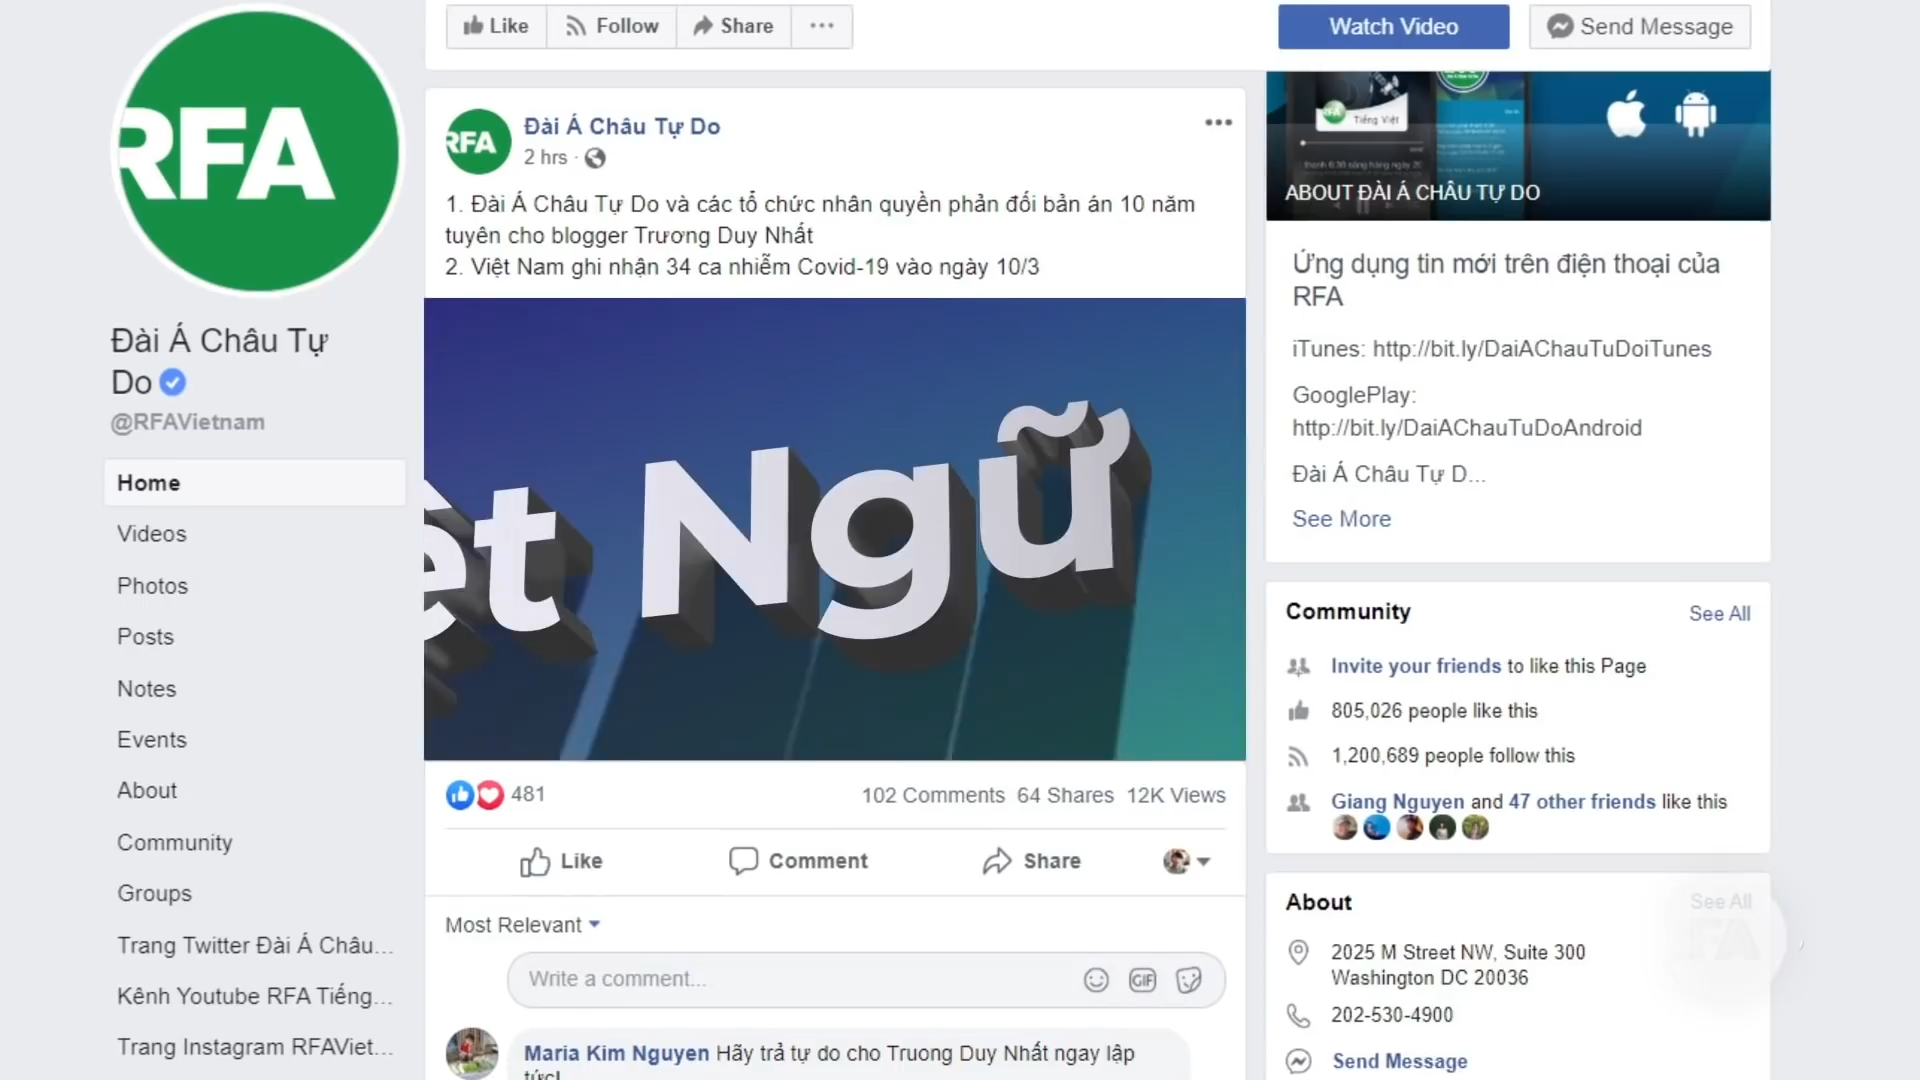 RFA
Đài Á Châu Tự
Do
@RFAVietnam
Home
Videos
Photos
Posts
Notes
Events
About
Community
Groups
Trang Twitter Đài Á Châu...
Kênh Youtube RFA Tiếng...
Trang Instagram RFAViet...
Like
Follow
Share
Watch Video
Send Message
RFA
Đài Á Châu Tự Do
2 hrs ·
1. Đài Á Châu Tự Do và các tổ chức nhân quyền phản đối bản án 10 năm
tuyên cho blogger Trương Duy Nhất
2. Việt Nam ghi nhận 34 ca nhiễm Covid-19 vào ngày 10/3
ệt Ngữ
481
102 Comments 64 Shares 12K Views
Like
Comment
Share
Most Relevant
Write a comment...
GIF
Maria Kim Nguyen Hãy trả tự do cho Truong Duy Nhất ngay lập
tức!
RFA
Tiếng Việt
ABOUT ĐÀI Á CHÂU TỰ DO
Ứng dụng tin mới trên điện thoại của
RFA
iTunes: http://bit.ly/DaiAChauTuDoiTunes
GooglePlay:
http://bit.ly/DaiAChauTuDoAndroid
Đài Á Châu Tự D...
See More
Community
See All
Invite your friends to like this Page
805,026 people like this
1,200,689 people follow this
Giang Nguyen and 47 other friends like this
About
See All
2025 M Street NW, Suite 300
Washington DC 20036
202-530-4900
Send Message